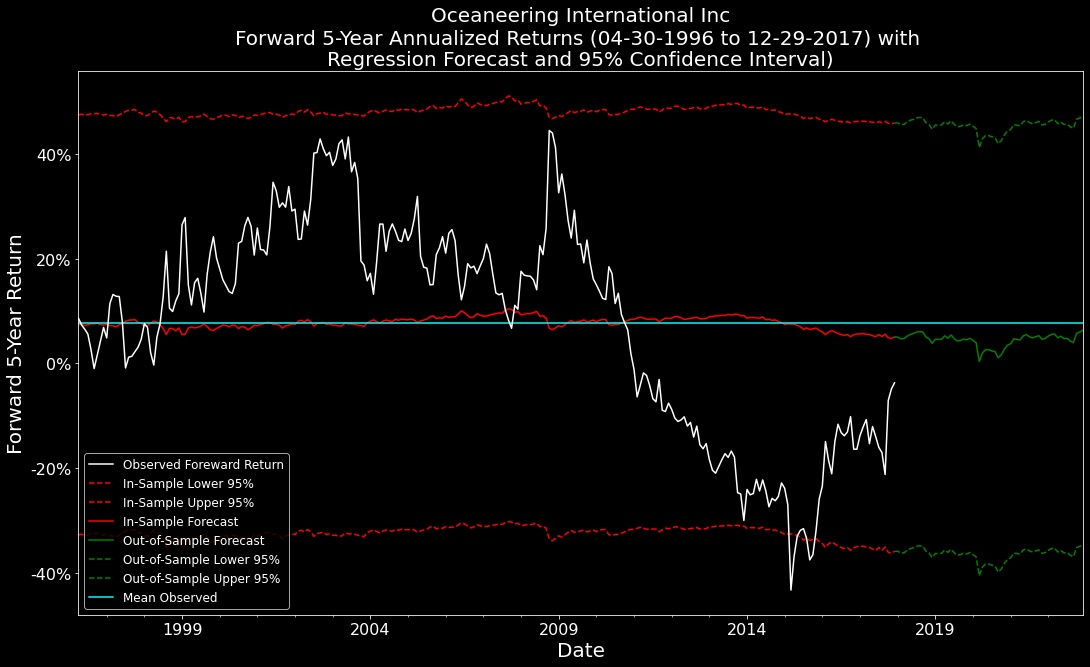 Oceaneering International Inc
Forward 5-Year Annualized Returns (04-30-1996 to 12-29-2017) with
Regression Forecast and 95% Confidence Interval)
Forward 5-Year Return
40%
20%
0%
-20%
-40%
Observed Foreward Return
In-Sample Lower 95%
In-Sample Upper 95%
In-Sample Forecast
Out-of-Sample Forecast
Out-of-Sample Lower 95%
Out-of-Sample Upper 95%
Mean Observed
1999 2004 2009 2014 2019
Date